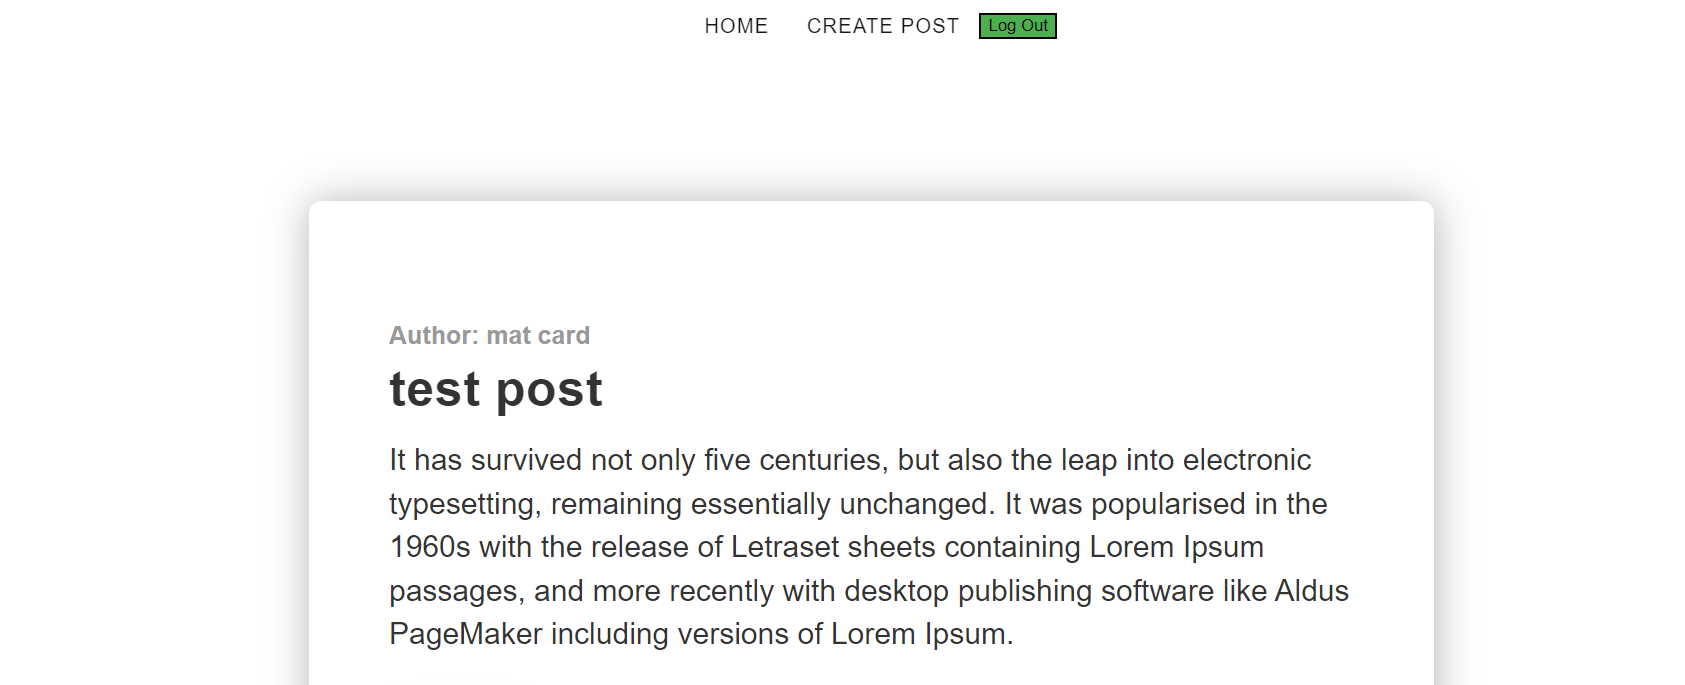 HOME CREATE POST Log Out
Author: mat card
test post
It has survived not only five centuries, but also the leap into electronic
typesetting, remaining essentially unchanged. It was popularised in the
1960s with the release of Letraset sheets containing Lorem Ipsum
passages, and more recently with desktop publishing software like Aldus
PageMaker including versions of Lorem Ipsum.